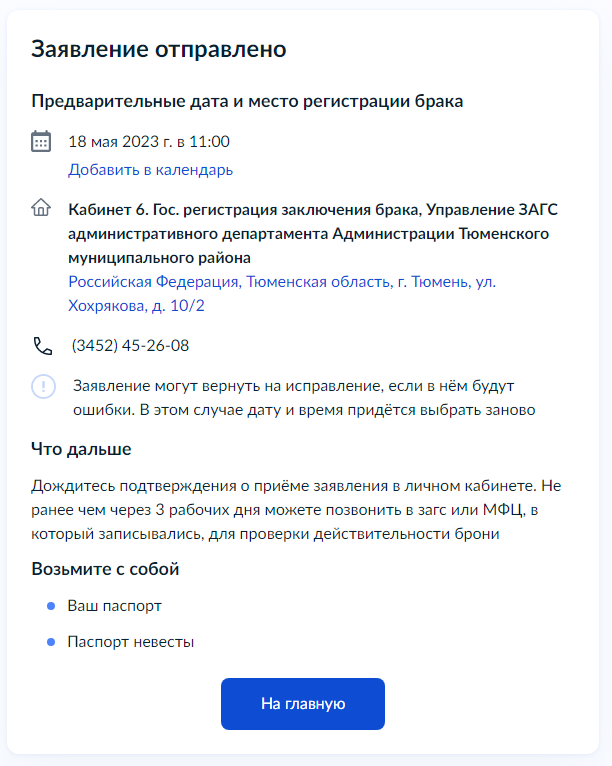 Заявление отправлено
Предварительные дата и место регистрации брака
18 мая 2023 г. в 11:00
Добавить в календарь
Кабинет 6. Гос. регистрация заключения брака, Управление ЗАГС
административного департамента Администрации Тюменского
муниципального района
Российская Федерация, Тюменская область, г. Тюмень, ул.
Хохрякова, д. 10/2
(3452) 45-26-08
Заявление могут вернуть на исправление, если в нём будут
ошибки. В этом случае дату и время придётся выбрать заново
Что дальше
Дождитесь подтверждения о приёме заявления в личном кабинете. Не
ранее чем через 3 рабочих дня можете позвонить в загс или МФЦ, в
который записывались, для проверки действительности брони
Возьмите с собой
Ваш паспорт
Паспорт невесты
На главную